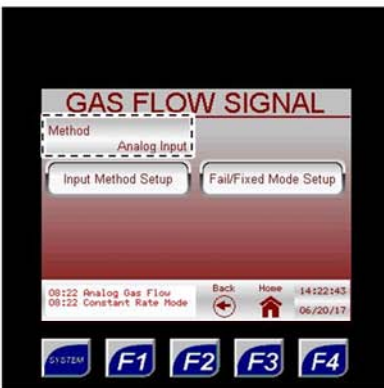 GAS FLOW SIGNAL
Method
Analog Input
Input Method Setup
Fail/Fixed Mode Setup
08:22 Analog Gas Flow
08:22 Constant Rate Mode
Back
Home
14:22:43
06/20/17
SYSTEM
F1
F2
F3
F4